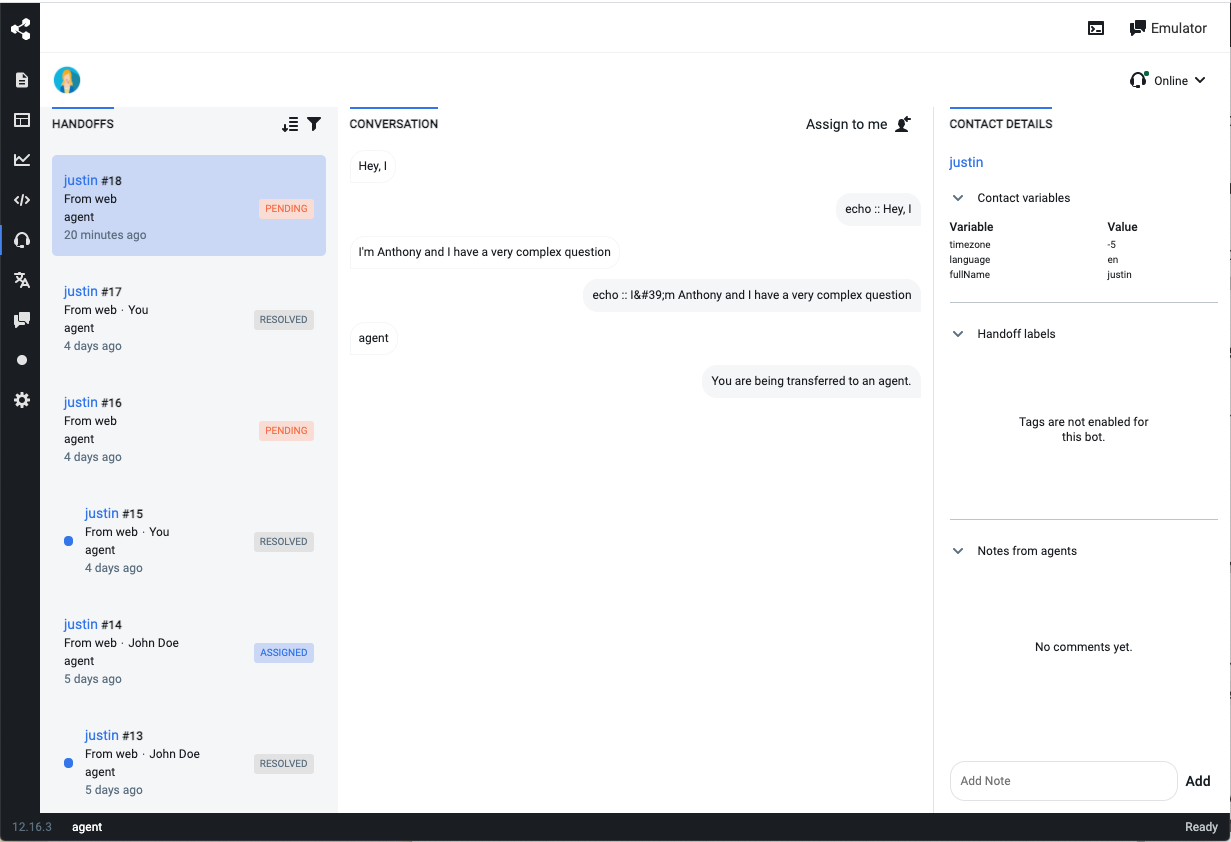 Emulator
Online
HANDOFFS
justin #18
From web
agent
20 minutes ago
PENDING
justin #17
From web · You
agent
4 days ago
RESOLVED
justin #16
From web
agent
4 days ago
PENDING
justin #15
From web · You
agent
4 days ago
RESOLVED
justin #14
From web · John Doe
agent
5 days ago
ASSIGNED
justin #13
From web · John Doe
agent
5 days ago
RESOLVED
CONVERSATION
Assign to me
Hey, I
echo :: Hey, I
I'm Anthony and I have a very complex question
echo :: I&#39;m Anthony and I have a very complex question
agent
You are being transferred to an agent.
CONTACT DETAILS
justin
Contact variables
Variable Value
timezone -5
language en
fullName justin
Handoff labels
Tags are not enabled for
this bot.
Notes from agents
No comments yet.
Add Note Add
12.16.3 agent Ready